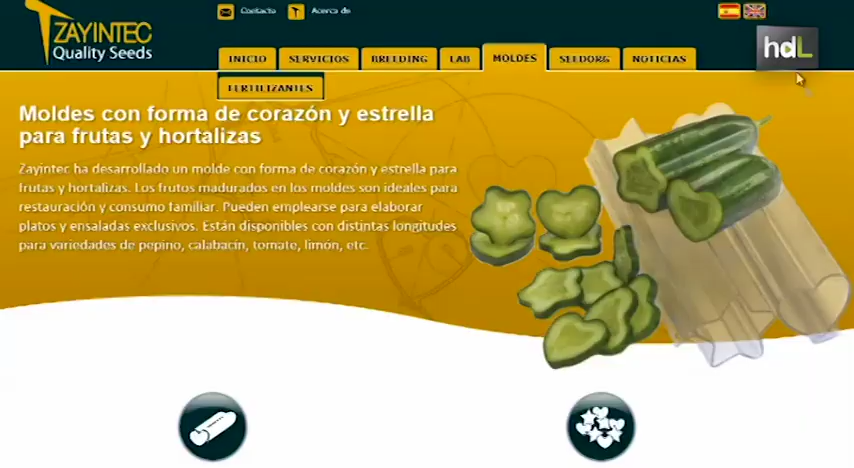 Contacto
Acerca de
ZAYINTEC
Quality Seeds
hdL
INICIO
SERVICIOS
BREEDING
LAB
MOLDES
SEEDORG
NOTICIAS
FERTILIZANTES
Moldes con forma de corazón y estrella
para frutas y hortalizas
Zayintec ha desarrollado un molde con forma de corazón y estrella para
frutas y hortalizas. Los frutos madurados en los moldes son ideales para
restauración y consumo familiar. Pueden emplearse para elaborar
platos y ensaladas exclusivos. Están disponibles con distintas longitudes
para variedades de pepino, calabacín, tomate, limón, etc.